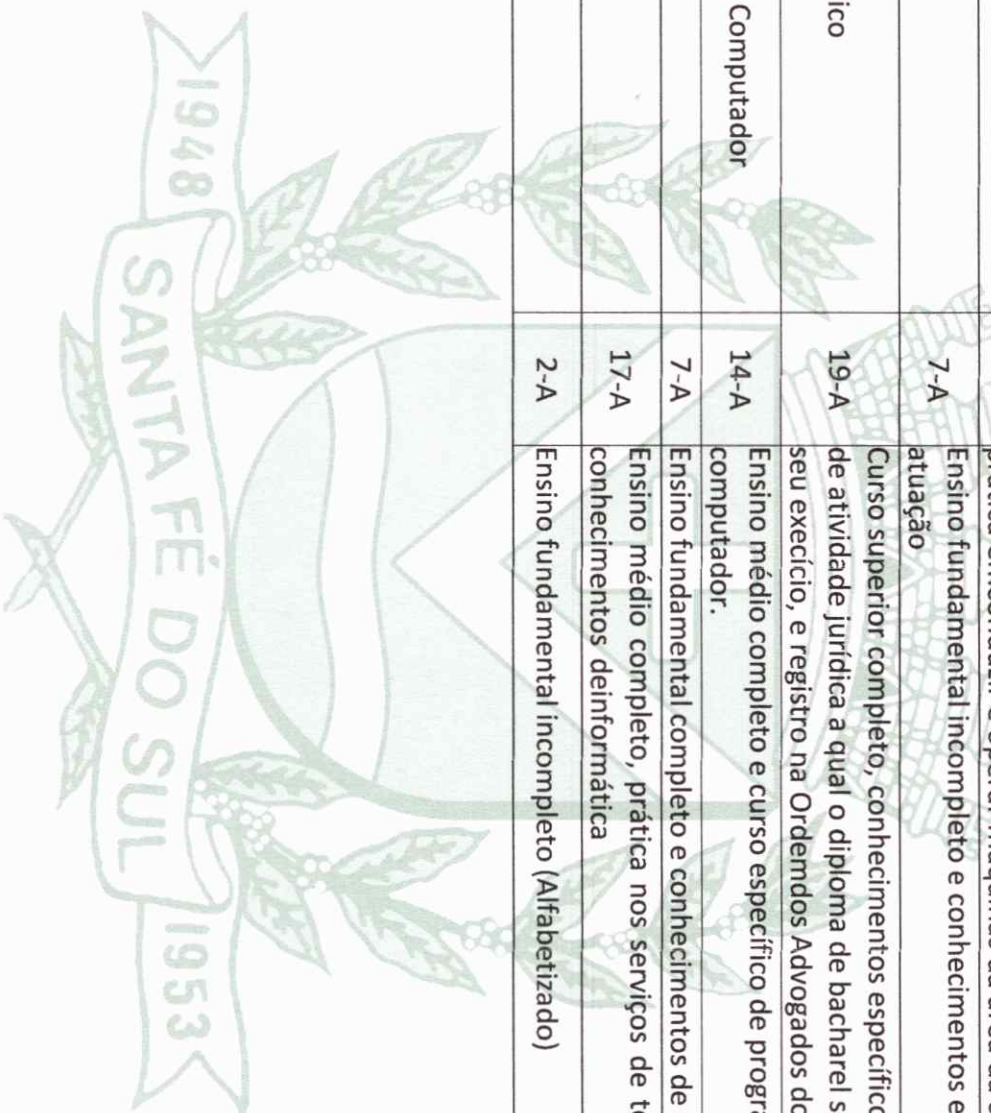 7-A
Ensino fundamental incompleto e conhecimentos e
atuação
ico
19-A
Curso superior completo, conhecimentos específico
de atividade jurídica a qual o diploma de bacharel s
seu execício, e registro na Ordemdos Advogados do
Computador
14-A
Ensino médio completo e curso específico de progra
computador.
7-A
Ensino fundamental completo e conhecimentos de
17-A
Ensino médio completo, prática nos serviços de te
conhecimentos deinformática
2-A
Ensino fundamental incompleto (Alfabetizado)
1948
SANTA FÉ DO SUL
1953